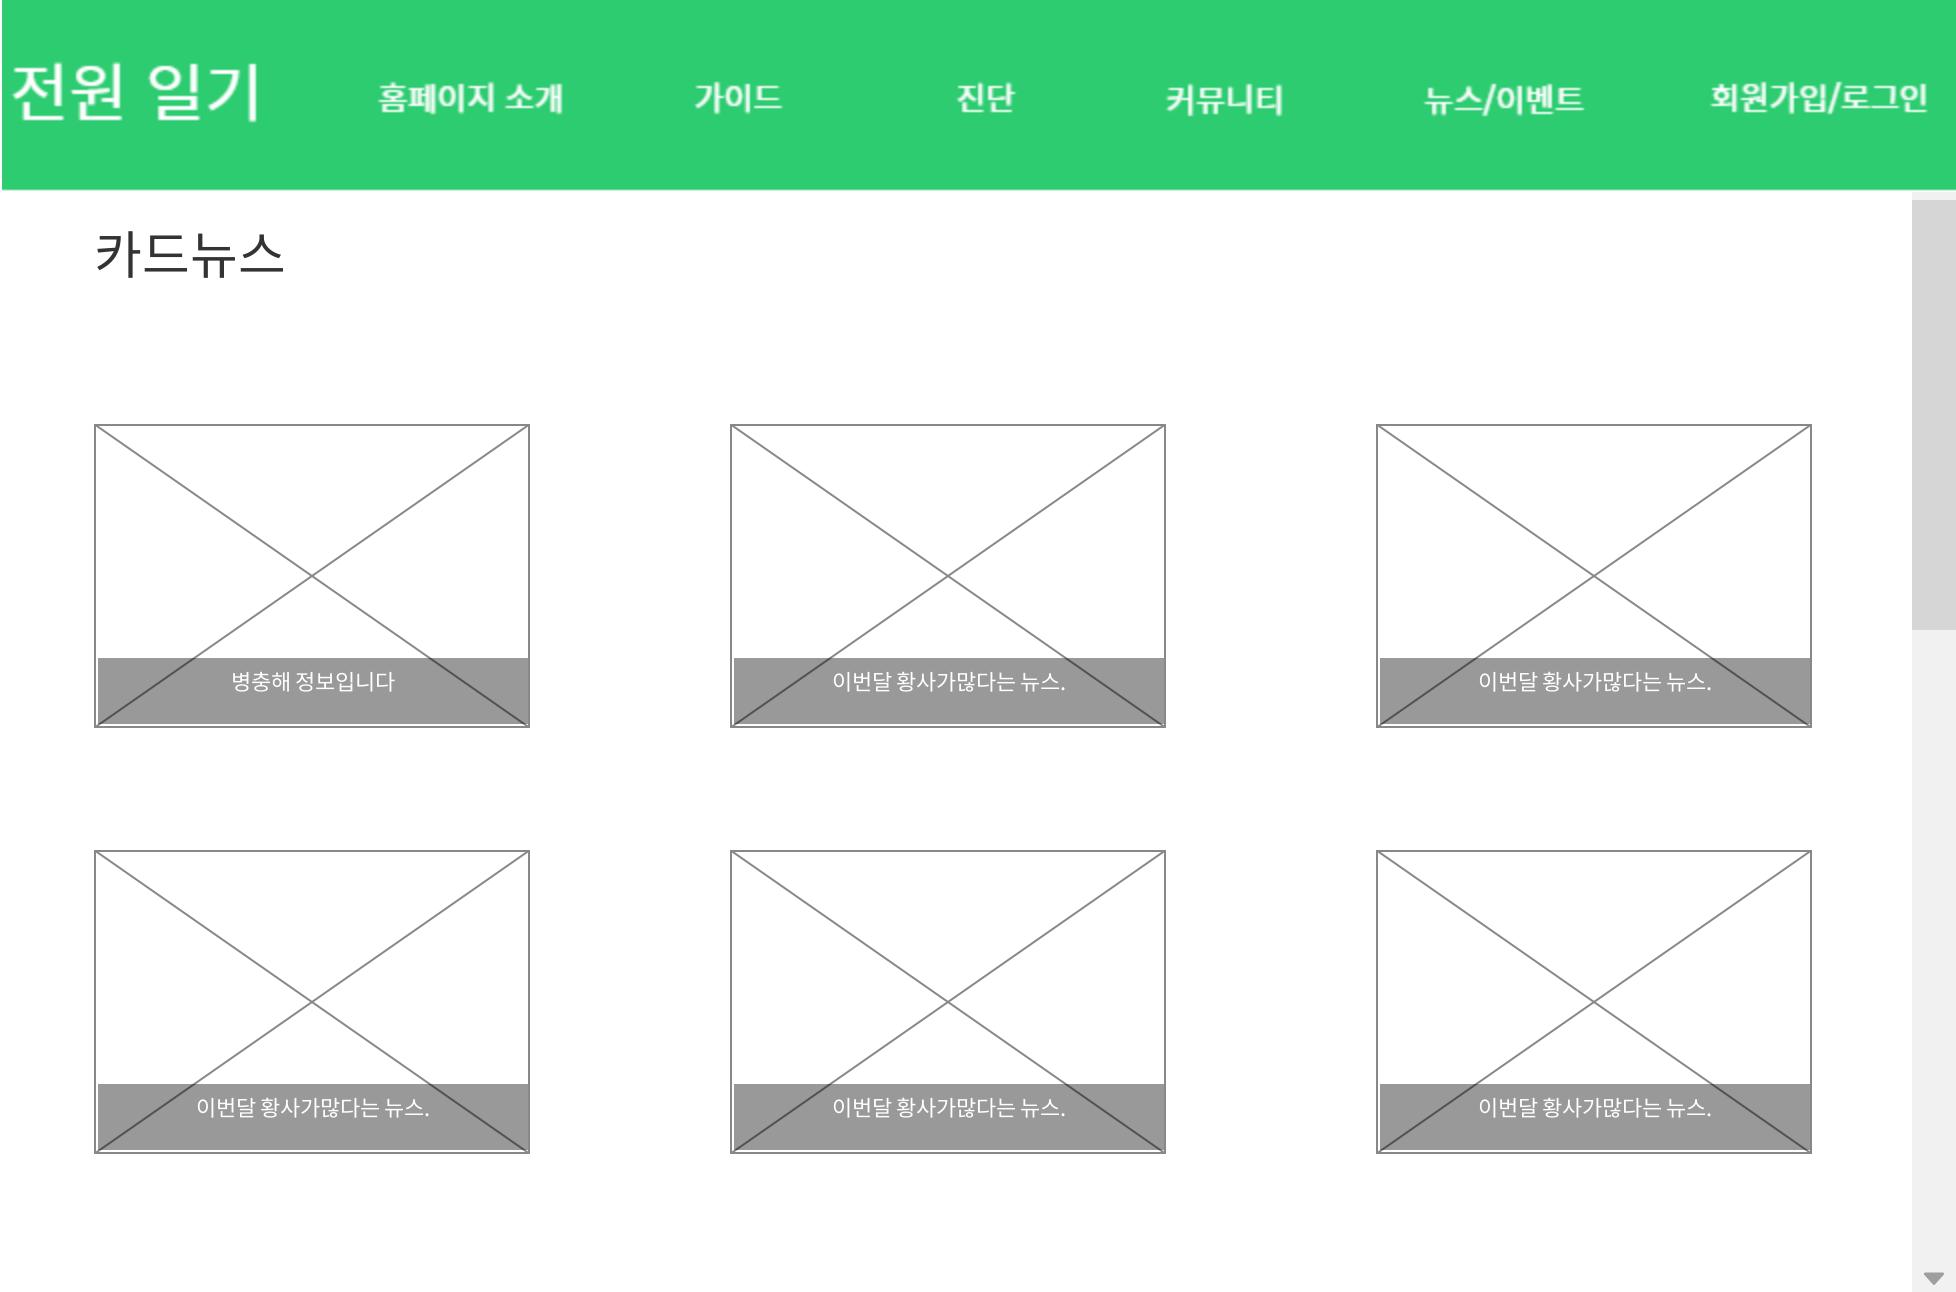 전원 일기
홈페이지 소개
가이드
진단
커뮤니티
뉴스/이벤트
회원가입/로그인
카드뉴스
병충해 정보입니다
이번달 황사가많다는 뉴스.
이번달 황사가많다는 뉴스.
이번달 황사가많다는 뉴스.
이번달 황사가많다는 뉴스.
이번달 황사가많다는 뉴스.